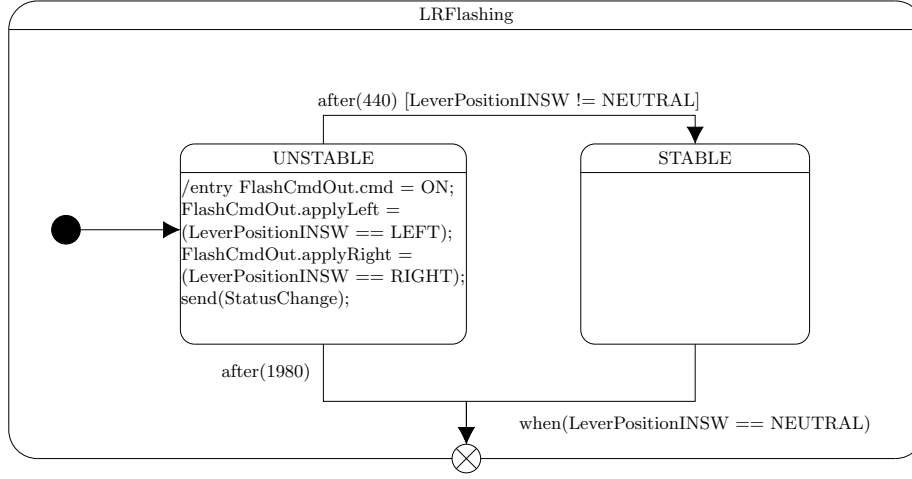 LRFlashing
after(440) [LeverPositionINSW != NEUTRAL]
UNSTABLE
/entry FlashCmdOut.cmd = ON;
FlashCmdOut.applyLeft =
(LeverPositionINSW == LEFT);
FlashCmdOut.applyRight =
(LeverPositionINSW == RIGHT);
send(StatusChange);
STABLE
after(1980)
when(LeverPositionINSW == NEUTRAL)